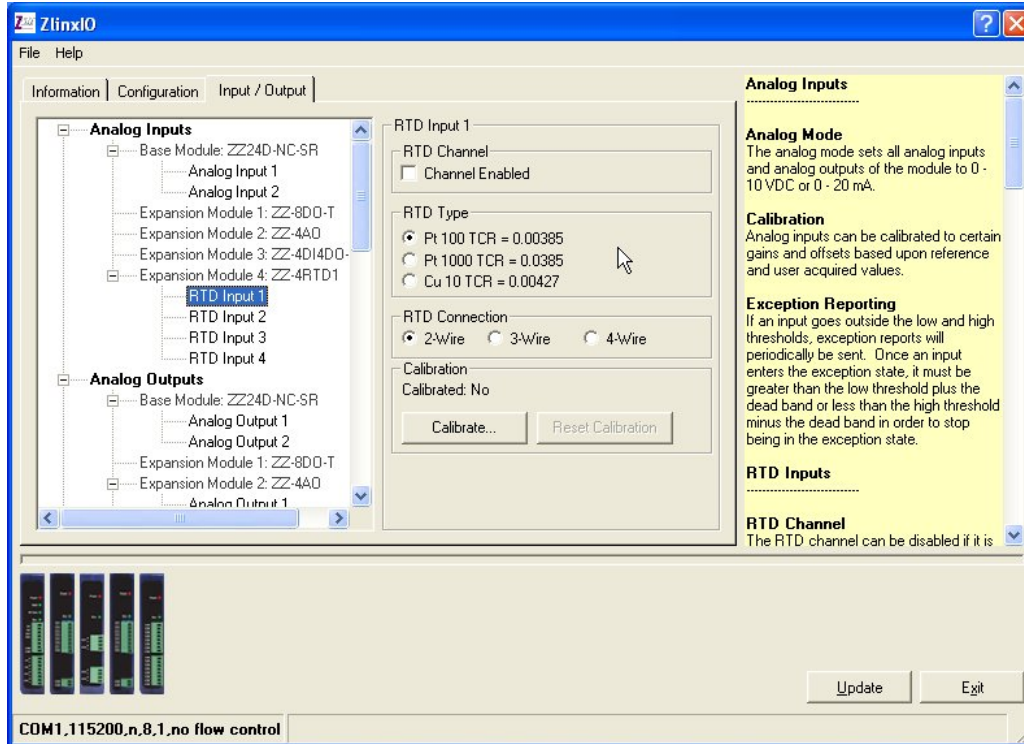 ZlinxIO
File Help
Information Configuration Input / Output
Analog Inputs
Base Module: ZZ24D-NC-SR
Analog Input 1
Analog Input 2
Expansion Module 1: ZZ-8DO-T
Expansion Module 2: ZZ-4AO
Expansion Module 3: ZZ-4DI4DO-
Expansion Module 4: ZZ-4RTD1
RTD Input 1
RTD Input 2
RTD Input 3
RTD Input 4
Analog Outputs
Base Module: ZZ24D-NC-SR
Analog Output 1
Analog Output 2
Expansion Module 1: ZZ-8DO-T
Expansion Module 2: ZZ-4AO
Analog Output 1
RTD Input 1
RTD Channel
Channel Enabled
RTD Type
Pt 100 TCR = 0.00385
Pt 1000 TCR = 0.0385
Cu 10 TCR = 0.00427
RTD Connection
2-Wire 3-Wire 4-Wire
Calibration
Calibrated: No
Calibrate... Reset Calibration
Analog Inputs
----------------------------
Analog Mode
The analog mode sets all analog inputs
and analog outputs of the module to 0 -
10 VDC or 0 - 20 mA.
Calibration
Analog inputs can be calibrated to certain
gains and offsets based upon reference
and user acquired values.
Exception Reporting
If an input goes outside the low and high
thresholds, exception reports will
periodically be sent. Once an input
enters the exception state, it must be
greater than the low threshold plus the
dead band or less than the high threshold
minus the dead band in order to stop
being in the exception state.
RTD Inputs
----------------------------
RTD Channel
The RTD channel can be disabled if it is
Update Exit
COM1,115200,n,8,1,no flow control